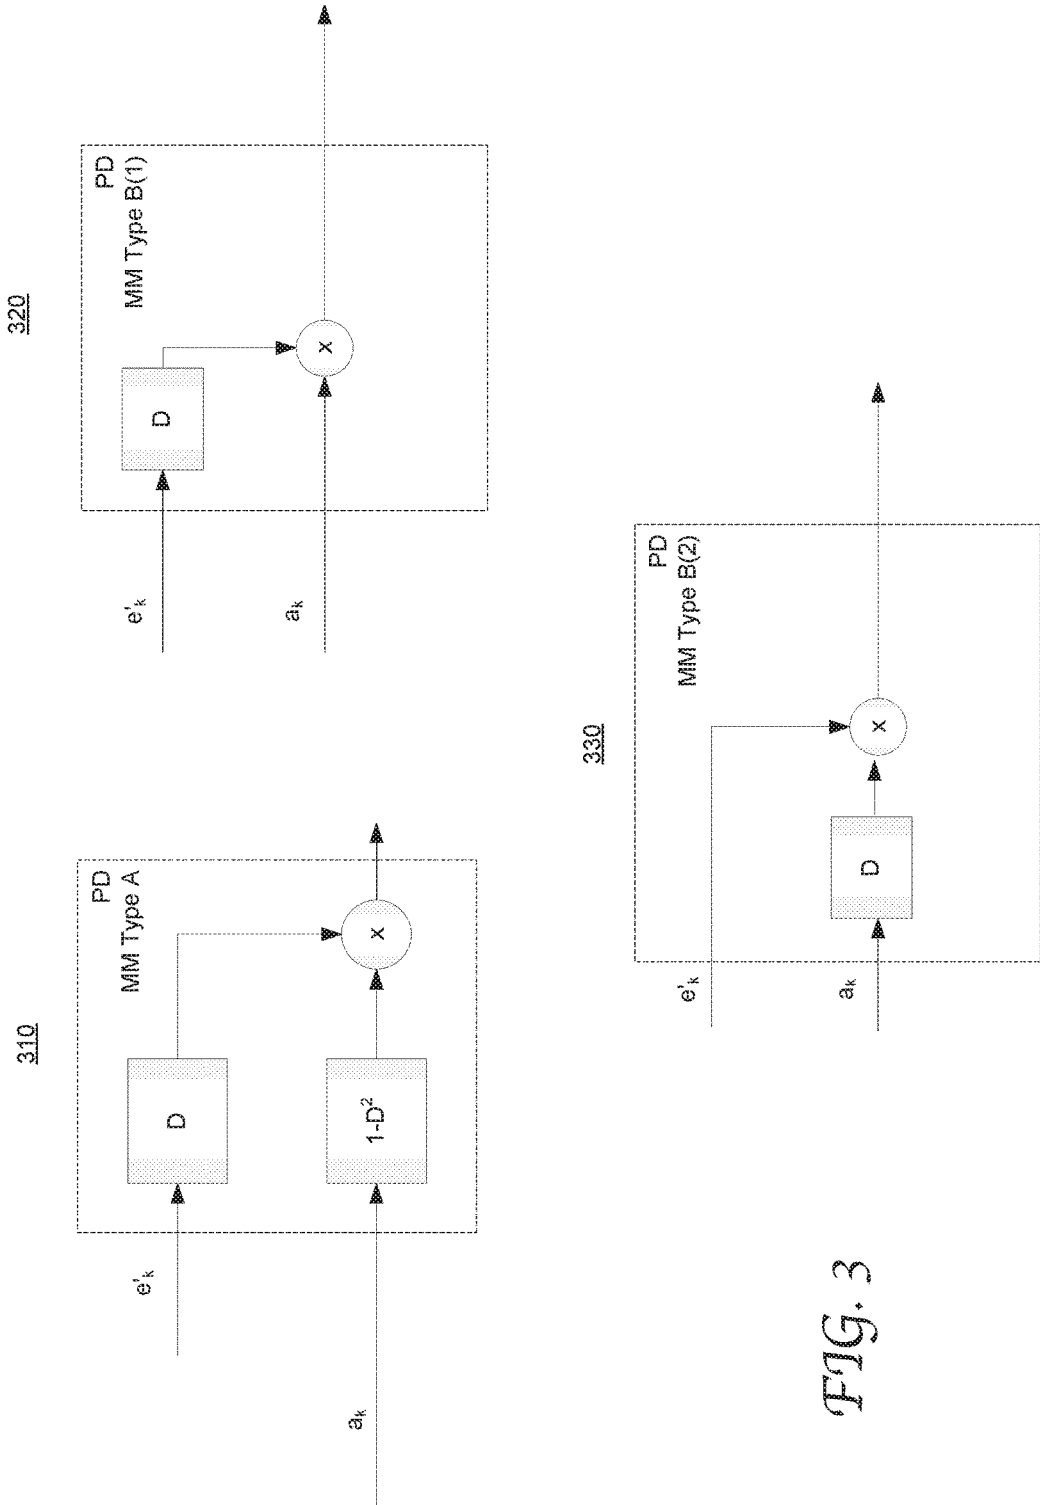 310
PD
MM Type A
e'ₖ
D
aₖ
1-D²
x
320
PD
MM Type B(1)
e'ₖ
D
aₖ
x
330
PD
MM Type B(2)
e'ₖ
aₖ
D
x
FIG. 3